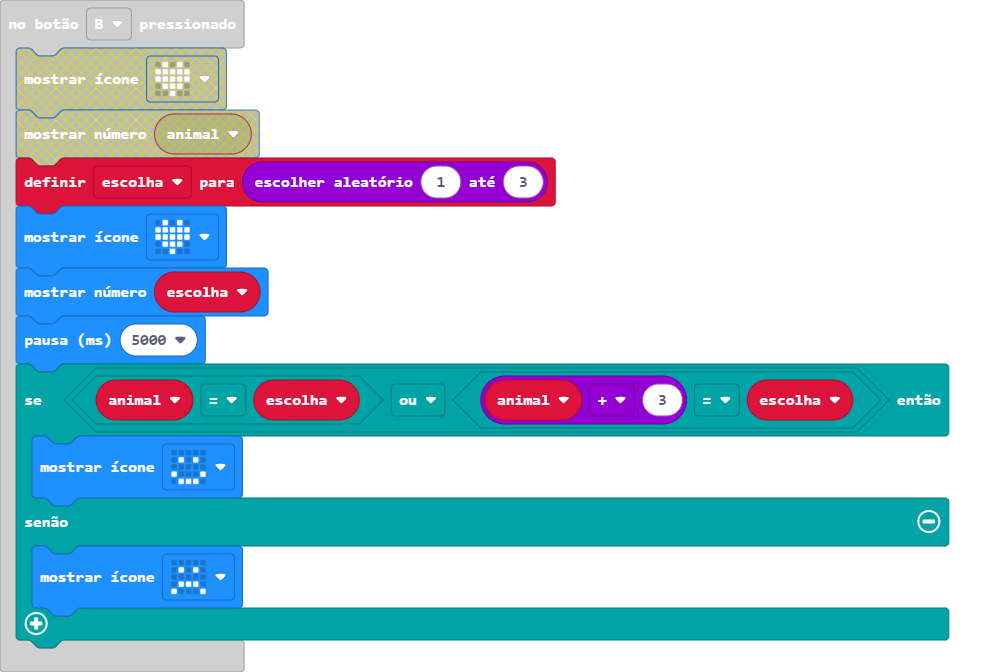 no botão B pressionado
mostrar ícone
mostrar número animal
definir escolha para escolher aleatório 1 até 3
mostrar ícone
mostrar número escolha
pausa (ms) 5000
se animal = escolha ou animal + 3 = escolha então
mostrar ícone
senão
mostrar ícone